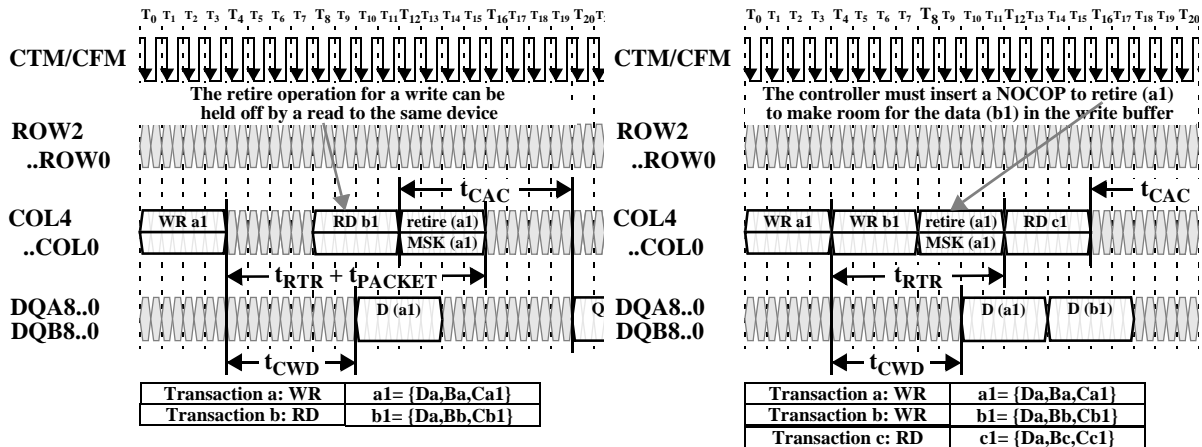 T0 T1 T2 T3 T4 T5 T6 T7 T8 T9 T10 T11 T12 T13 T14 T15 T16 T17 T18 T19 T20
CTM/CFM
The retire operation for a write can be
held off by a read to the same device
ROW2
..ROW0
tCAC
COL4
..COL0
WR a1
RD b1
retire (a1)
MSK (a1)
tRTR + tPACKET
DQA8..0
DQB8..0
D (a1)
Q
tCWD
Transaction a: WR a1= {Da,Ba,Ca1}
Transaction b: RD b1= {Da,Bb,Cb1}
T0 T1 T2 T3 T4 T5 T6 T7 T8 T9 T10 T11 T12 T13 T14 T15 T16 T17 T18 T19 T20
CTM/CFM
The controller must insert a NOCOP to retire (a1)
to make room for the data (b1) in the write buffer
ROW2
..ROW0
tCAC
COL4
..COL0
WR a1
WR b1
retire (a1)
MSK (a1)
RD c1
tRTR
DQA8..0
DQB8..0
D (a1)
D (b1)
tCWD
Transaction a: WR a1= {Da,Ba,Ca1}
Transaction b: WR b1= {Da,Bb,Cb1}
Transaction c: RD c1= {Da,Bc,Cc1}